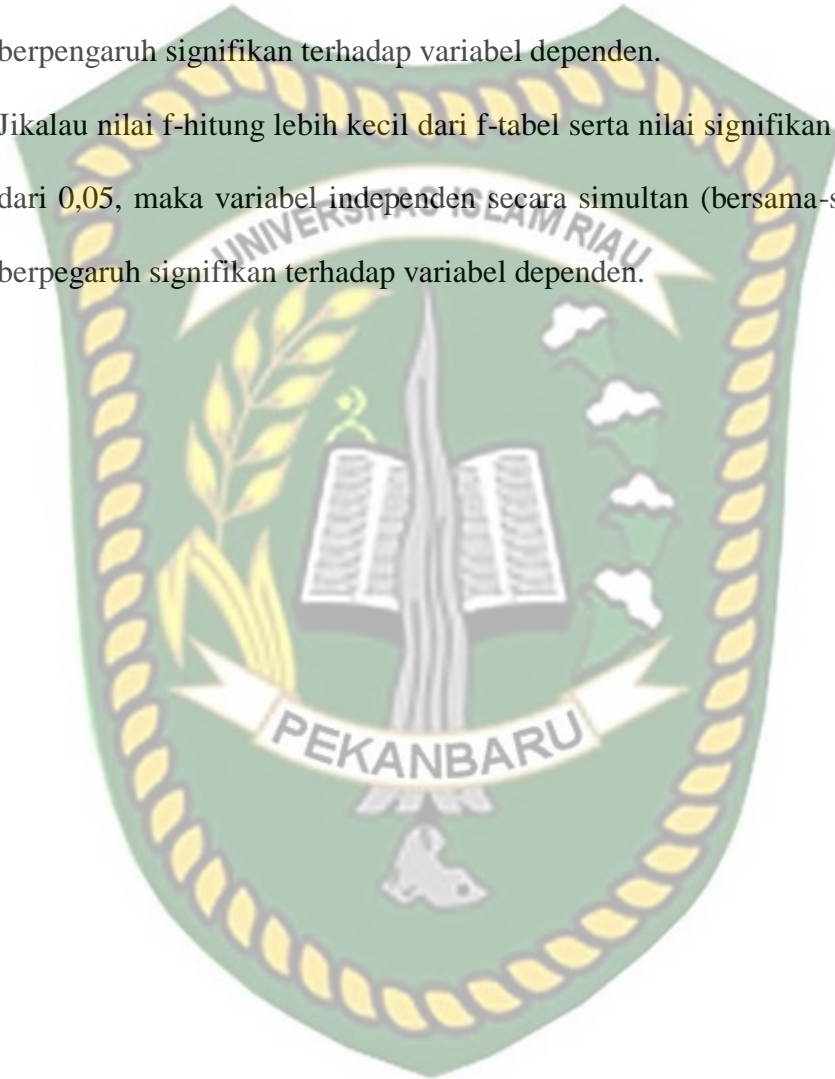 berpengaruh signifikan terhadap variabel dependen.
Jikalau nilai f-hitung lebih kecil dari f-tabel serta nilai signifikan
dari 0,05, maka variabel independen secara simultan (bersama-s
berpegaruh signifikan terhadap variabel dependen.
UNIVERSITAS ISLAM RIAU
PEKANBARU